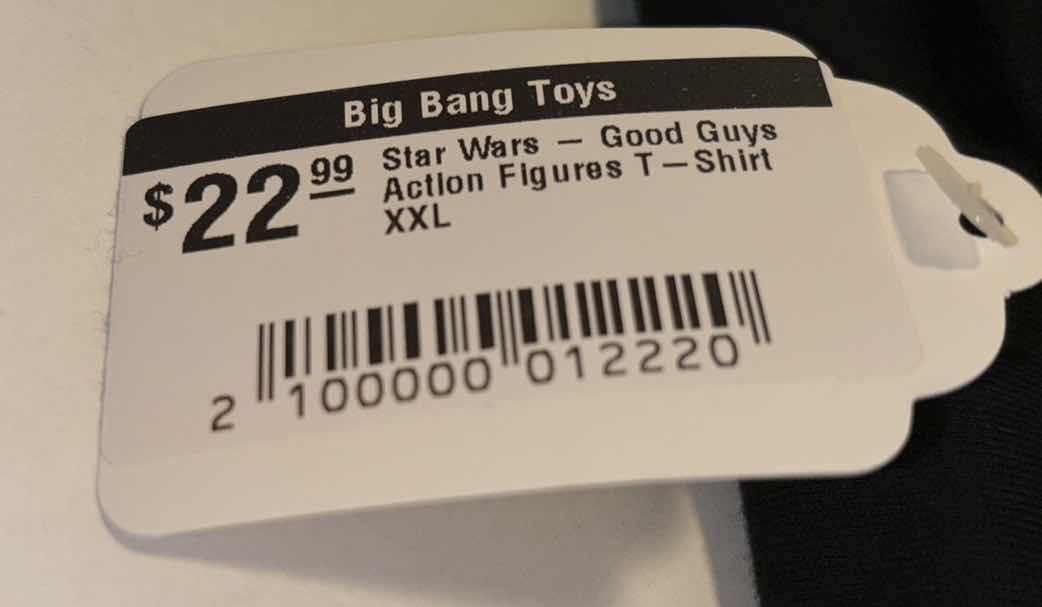 Big Bang Toys
$22.99 Star Wars — Good Guys
Action Figures T—Shirt
XXL
2 100000 012220